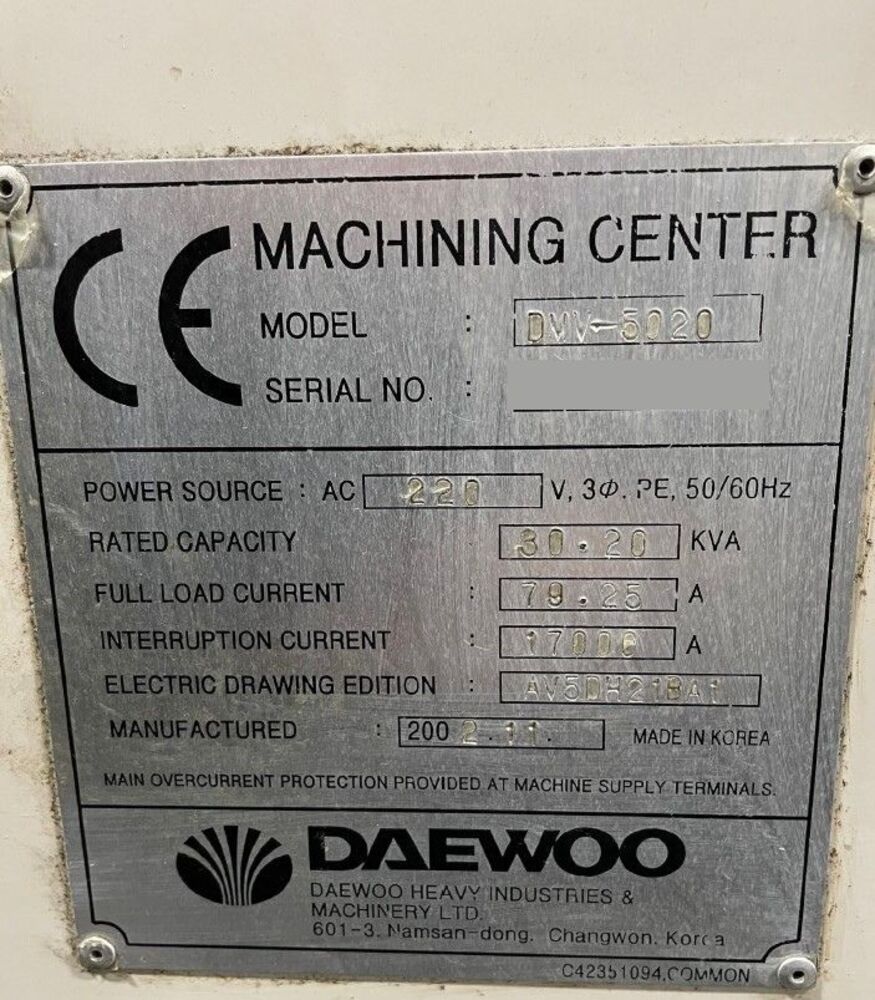 CE MACHINING CENTER
MODEL : DMV-5020
SERIAL NO. :
POWER SOURCE : AC 220 V, 3Φ. PE, 50/60Hz
RATED CAPACITY : 30.20 KVA
FULL LOAD CURRENT : 79.25 A
INTERRUPTION CURRENT : 17000 A
ELECTRIC DRAWING EDITION : AV5DH21BA1
MANUFACTURED : 2002.11. MADE IN KOREA
MAIN OVERCURRENT PROTECTION PROVIDED AT MACHINE SUPPLY TERMINALS.
DAEWOO
DAEWOO HEAVY INDUSTRIES &
MACHINERY LTD.
601-3, Namsan-dong, Changwon, Korea
C42351094,COMMON